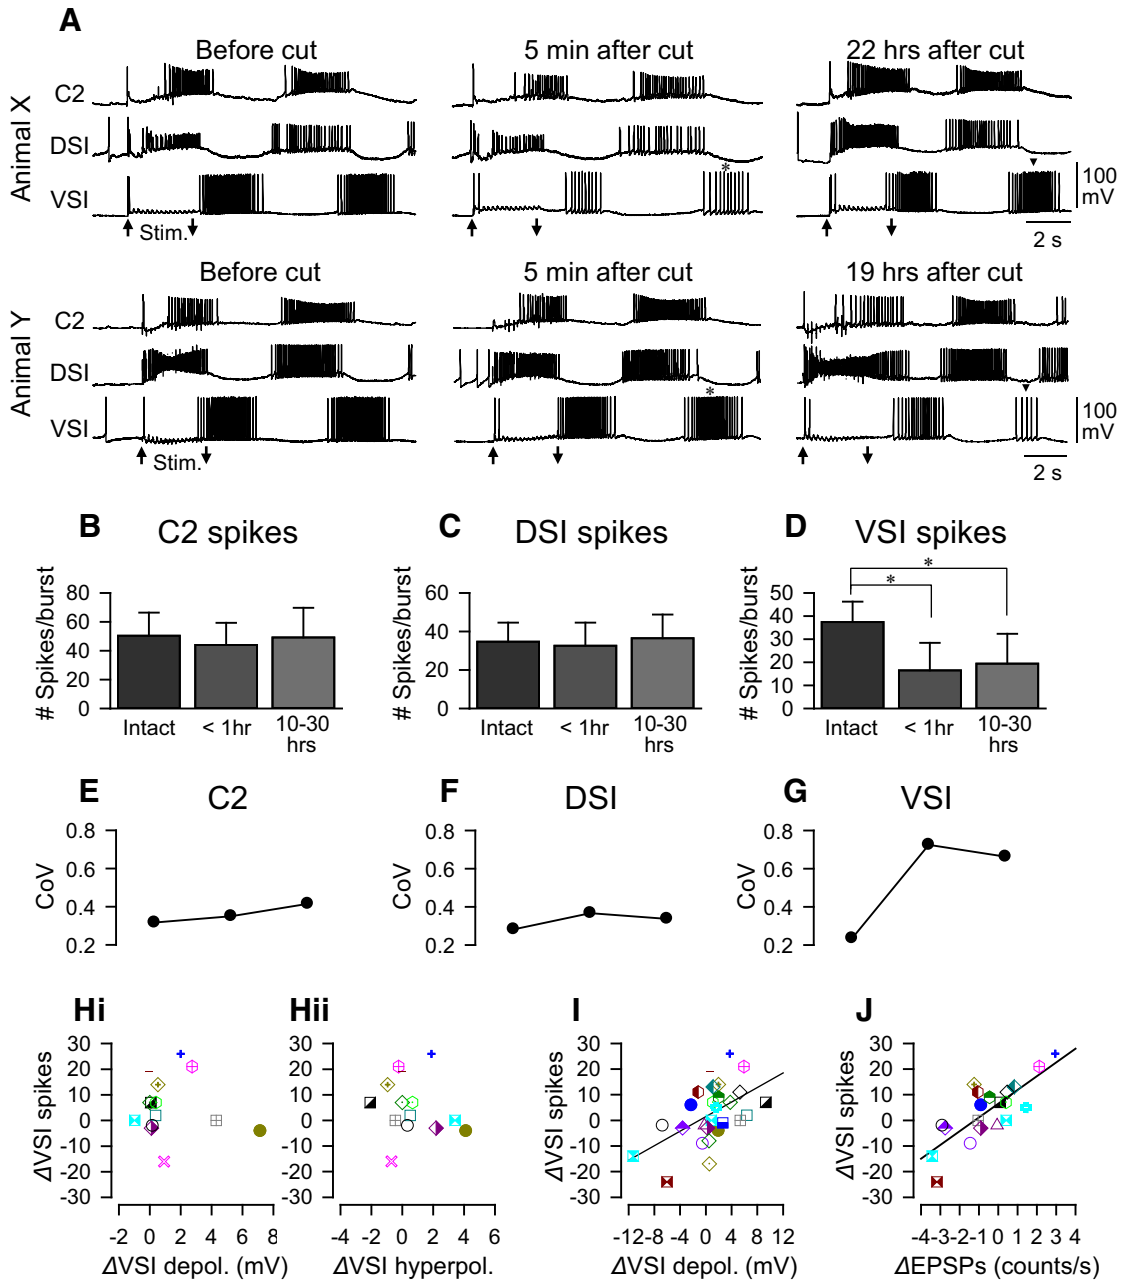 A
Before cut 5 min after cut 22 hrs after cut
Animal X
C2
DSI
VSI
*
Stim.
100 mV
2 s
Before cut 5 min after cut 19 hrs after cut
Animal Y
C2
DSI
VSI
*
Stim.
100 mV
2 s
B C2 spikes
# Spikes/burst
80
60
40
20
0
Intact < 1hr 10-30 hrs
C DSI spikes
# Spikes/burst
60
40
20
0
Intact < 1hr 10-30 hrs
D VSI spikes
# Spikes/burst
50
40
30
20
10
0
* *
Intact < 1hr 10-30 hrs
E C2
CoV
0.8
0.6
0.4
0.2
F DSI
CoV
0.8
0.6
0.4
0.2
G VSI
CoV
0.8
0.6
0.4
0.2
Hi
ΔVSI spikes
30
20
10
0
-10
-20
-30
-2 0 2 4 6 8
ΔVSI depol. (mV)
Hii
30
20
10
0
-10
-20
-30
-2 0 2 4 6
ΔVSI hyperpol.
I
ΔVSI spikes
30
20
10
0
-10
-20
-30
-12 -8 -4 0 4 8 12
ΔVSI depol. (mV)
J
ΔVSI spikes
30
20
10
0
-10
-20
-30
-4 -3 -2 -1 0 1 2 3 4
ΔEPSPs (counts/s)